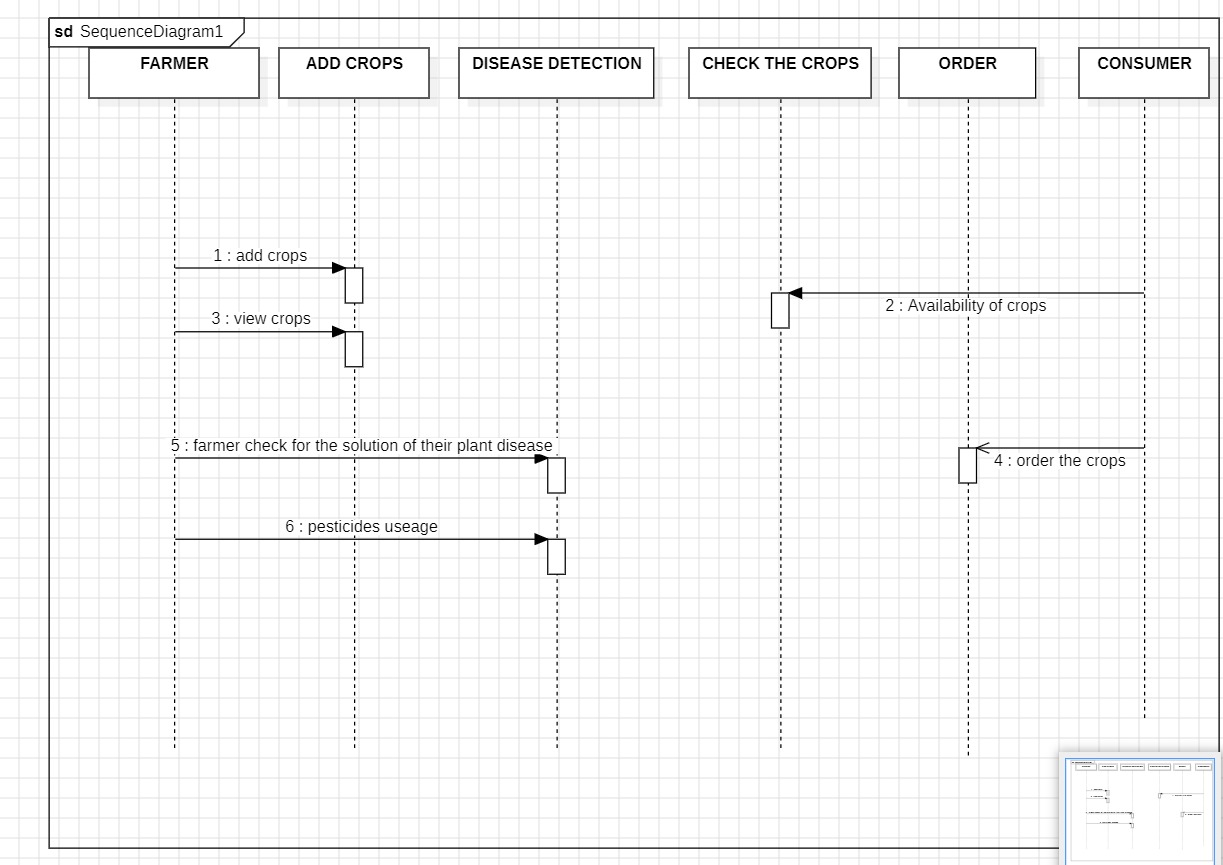 sd SequenceDiagram1
FARMER
ADD CROPS
DISEASE DETECTION
CHECK THE CROPS
ORDER
CONSUMER
1 : add crops
2 : Availability of crops
3 : view crops
5 : farmer check for the solution of their plant disease
4 : order the crops
6 : pesticides useage